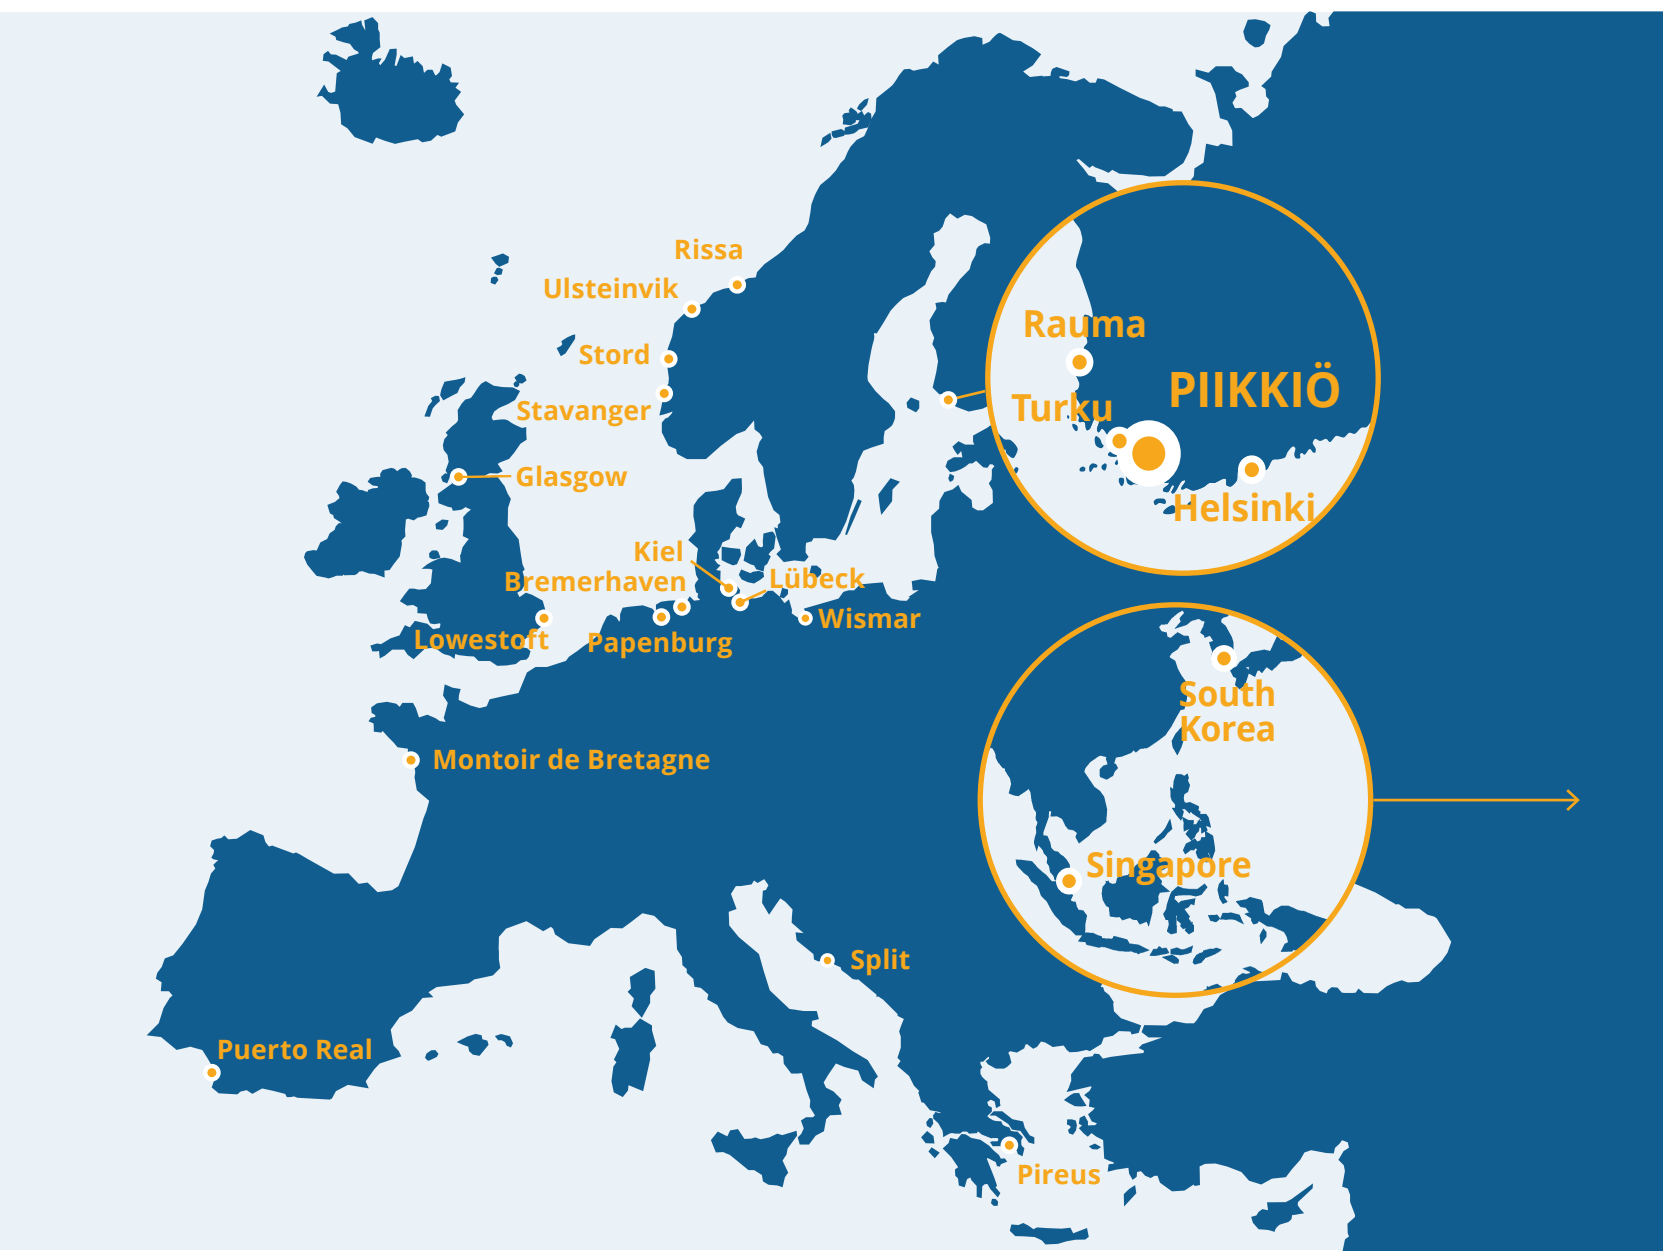 Rissa
Ulsteinvik
Stord
Stavanger
Glasgow
Kiel
Bremerhaven
Lübeck
Lowestoft
Papenburg
Wismar
Montoir de Bretagne
Split
Puerto Real
Pireus
Rauma
PIIKKIÖ
Turku
Helsinki
South
Korea
Singapore